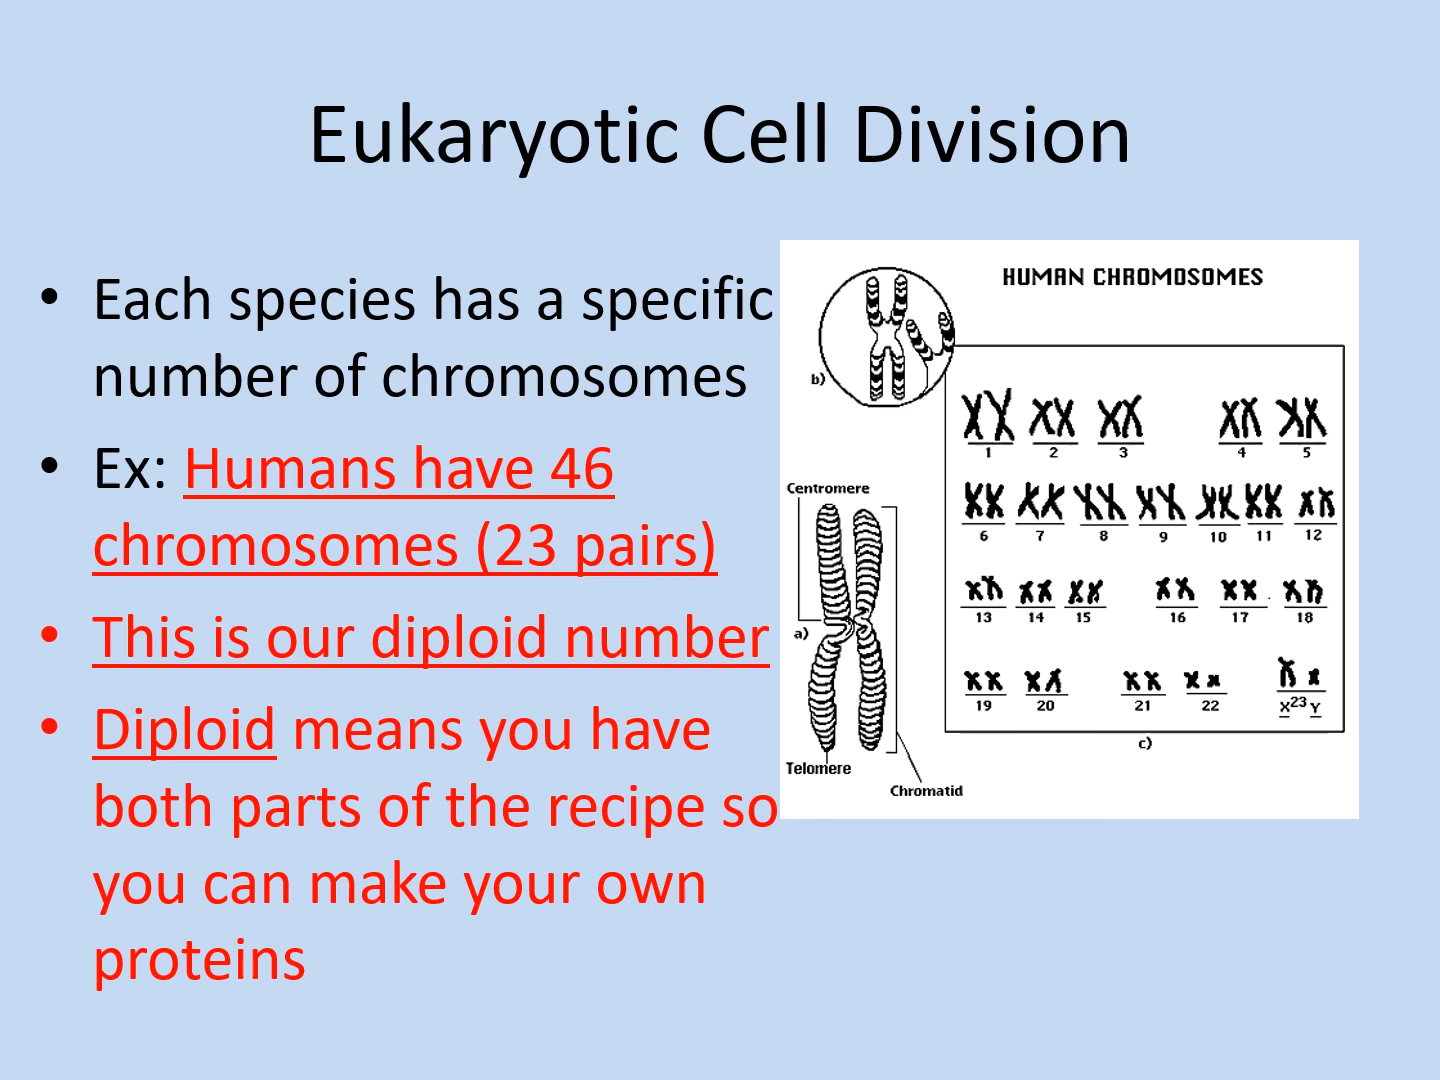 Eukaryotic Cell Division
• Each species has a specific
number of chromosomes
• Ex: Humans have 46
chromosomes (23 pairs)
• This is our diploid number
• Diploid means you have
both parts of the recipe so
you can make your own
proteins
HUMAN CHROMOSOMES
b)
1 2 3 4 5
Centromere
6 7 8 9 10 11 12
a)
13 14 15 16 17 18
19 20 21 22 X 23 Y
c)
Telomere
Chromatid